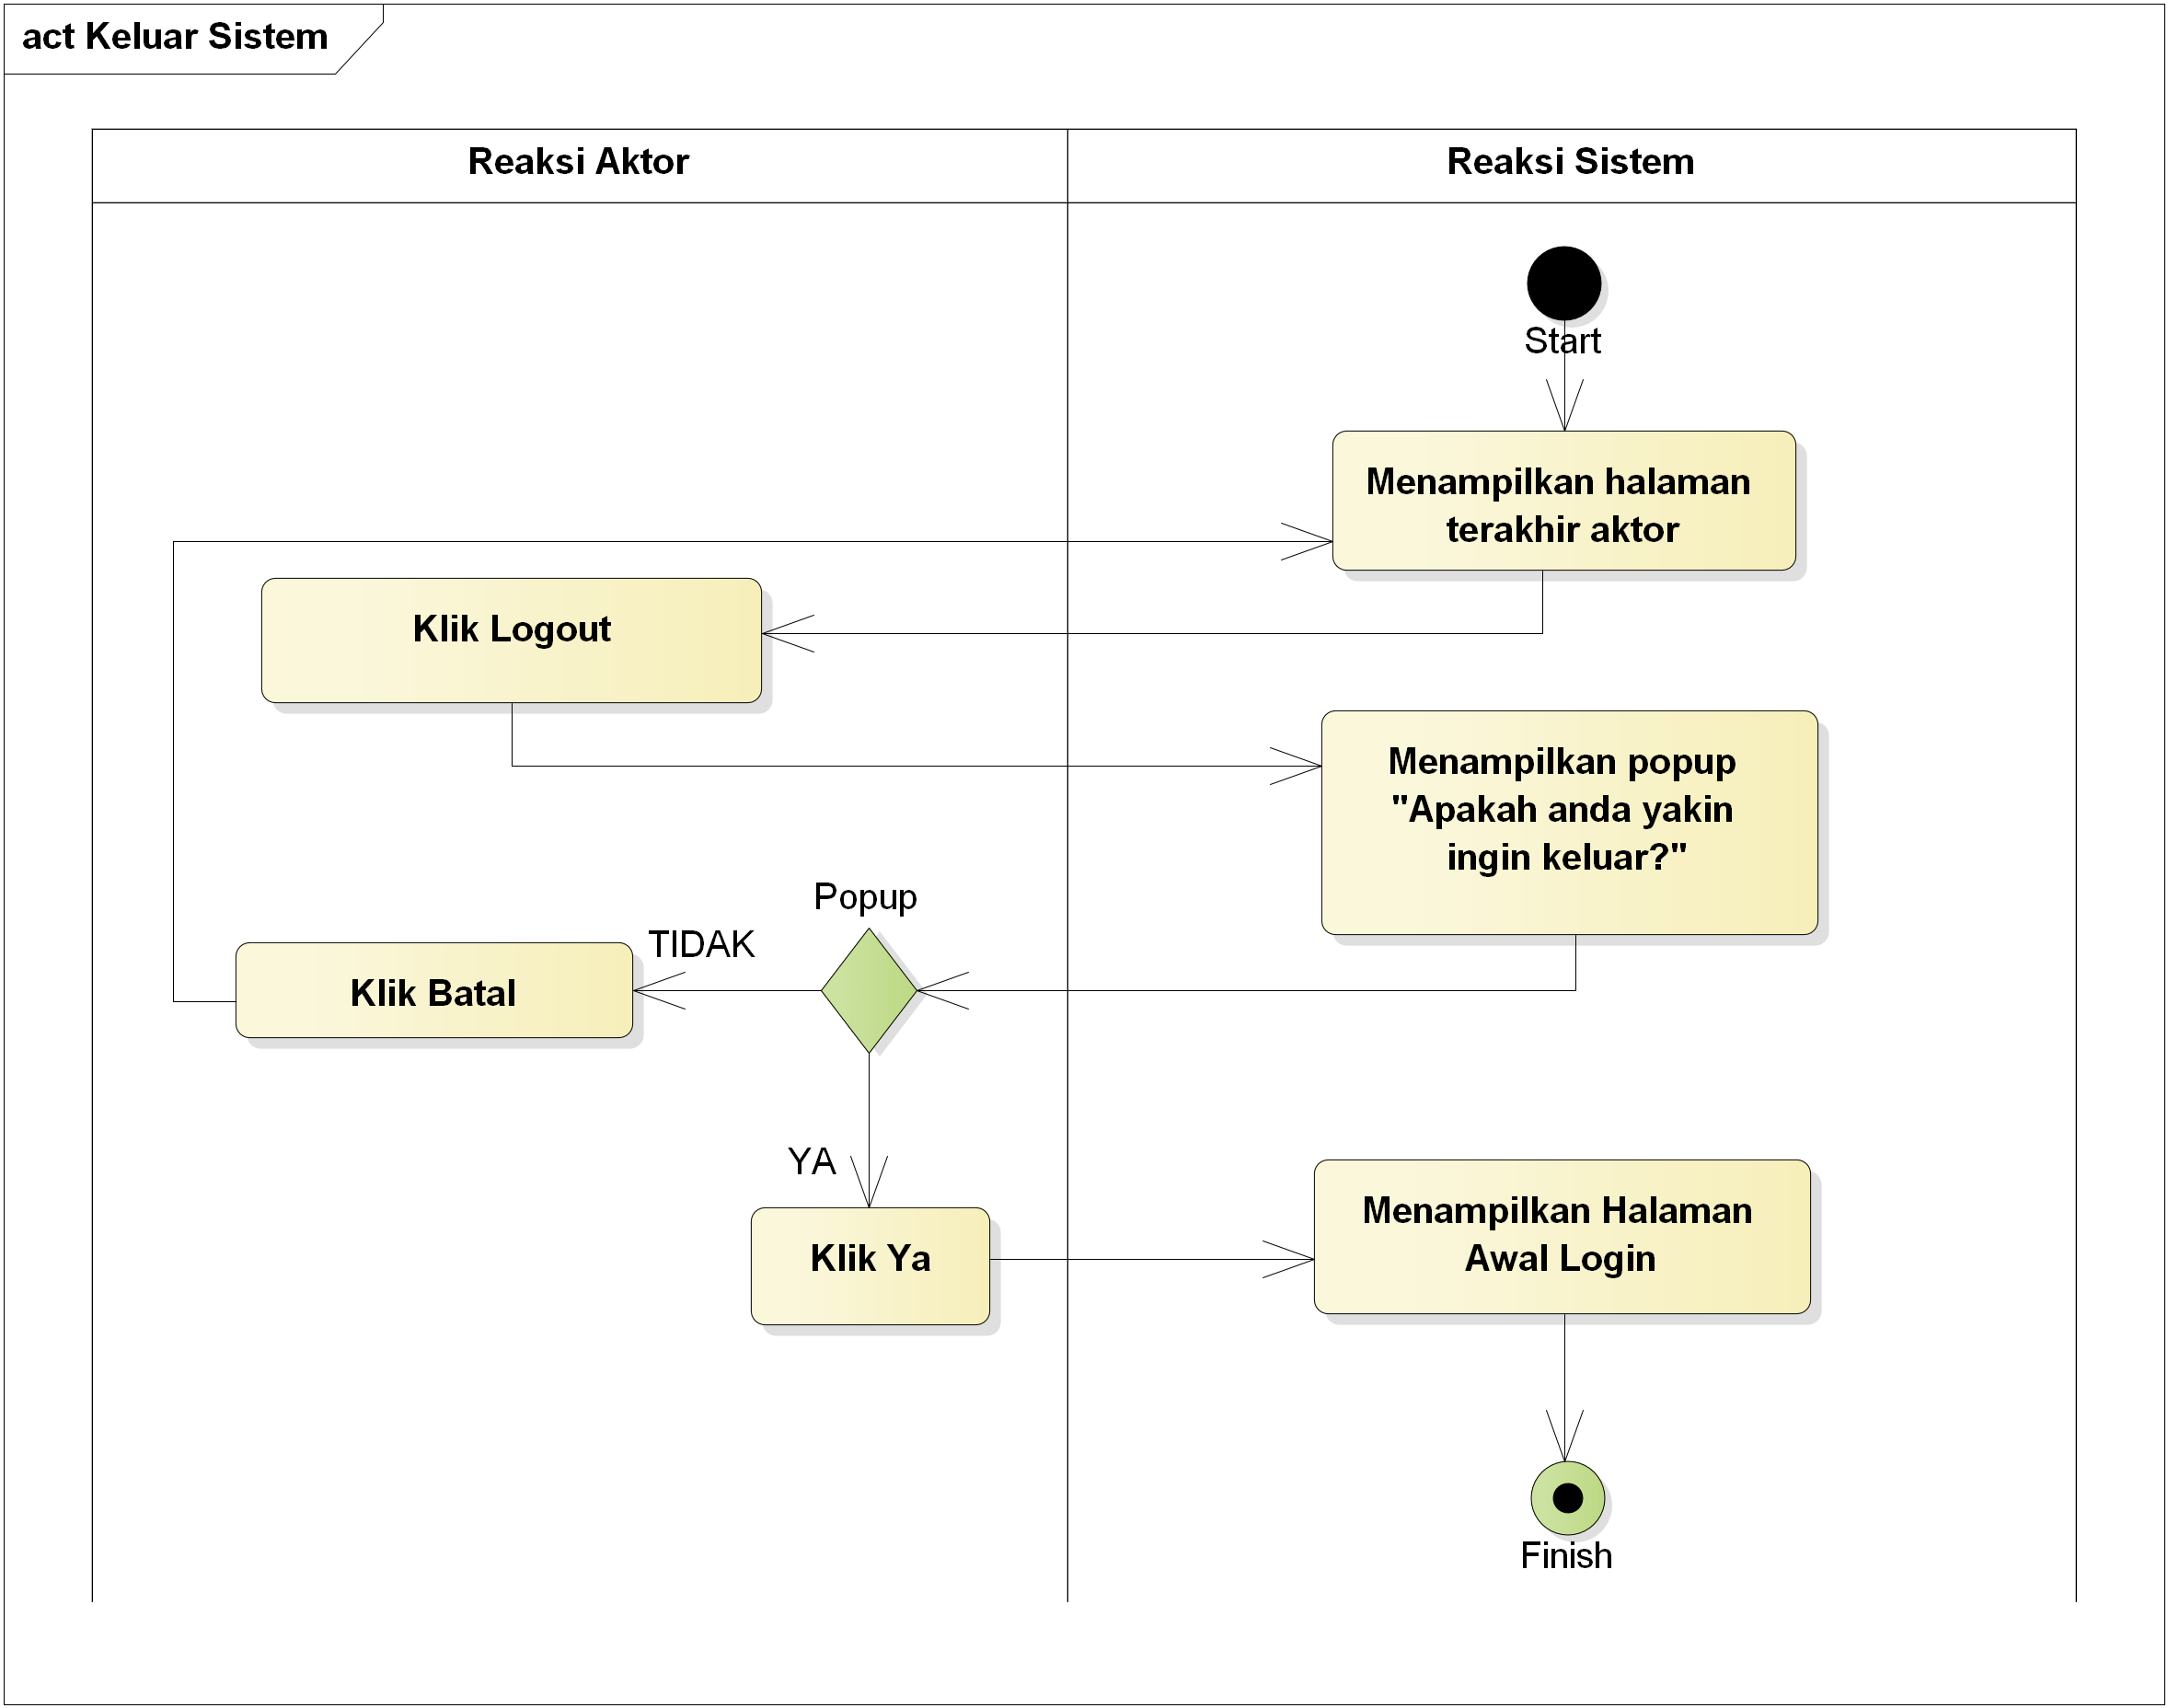 act Keluar Sistem
Reaksi Aktor
Reaksi Sistem
Start
Menampilkan halaman
terakhir aktor
Klik Logout
Menampilkan popup
"Apakah anda yakin
ingin keluar?"
Popup
TIDAK
Klik Batal
YA
Klik Ya
Menampilkan Halaman
Awal Login
Finish